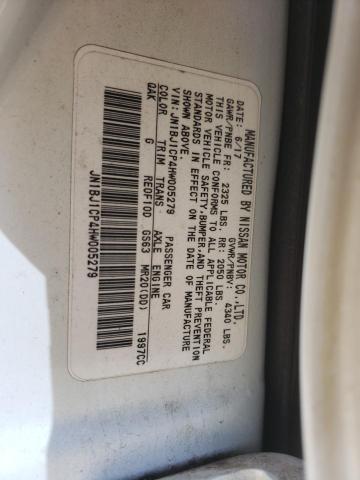 MANUFACTURED BY NISSAN MOTOR CO.,LTD.
DATE: 6/17 GVWR/PNBV: 4340 LBS.
GAWR/PNBE FR: 2325 LBS. RR: 2050 LBS.
THIS VEHICLE CONFORMS TO ALL APPLICABLE FEDERAL
MOTOR VEHICLE SAFETY,BUMPER,AND THEFT PREVENTION
STANDARDS IN EFFECT ON THE DATE OF MANUFACTURE
SHOWN ABOVE.
VIN:JN1BJ1CP4HW005279 PASSENGER CAR
COLOR TRIM TRANS AXLE ENGINE
QAK G RE0F10D GS63 MR20(DD) 1997CC
JN1BJ1CP4HW005279